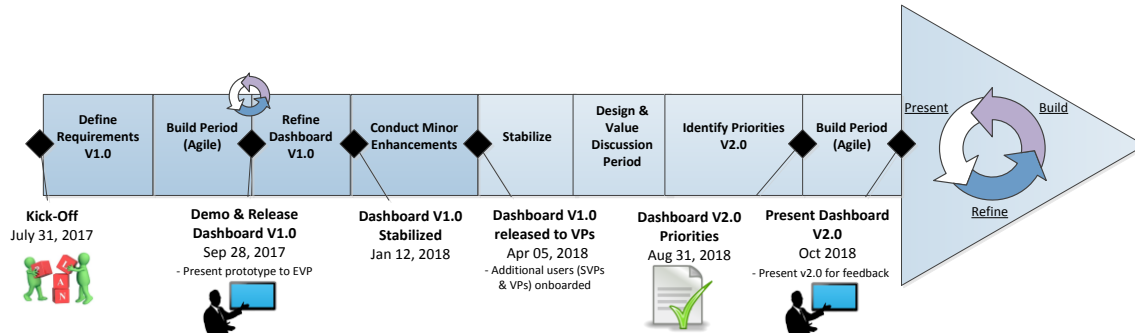 Define
Requirements
V1.0
Build Period
(Agile)
Refine
Dashboard
V1.0
Conduct Minor
Enhancements
Stabilize
Design &
Value
Discussion
Period
Identify Priorities
V2.0
Build Period
(Agile)
Present
Build
Refine
Kick-Off
July 31, 2017
Demo & Release
Dashboard V1.0
Sep 28, 2017
- Present prototype to EVP
Dashboard V1.0
Stabilized
Jan 12, 2018
Dashboard V1.0
released to VPs
Apr 05, 2018
- Additional users (SVPs
& VPs) onboarded
Dashboard V2.0
Priorities
Aug 31, 2018
Present Dashboard
V2.0
Oct 2018
- Present v2.0 for feedback